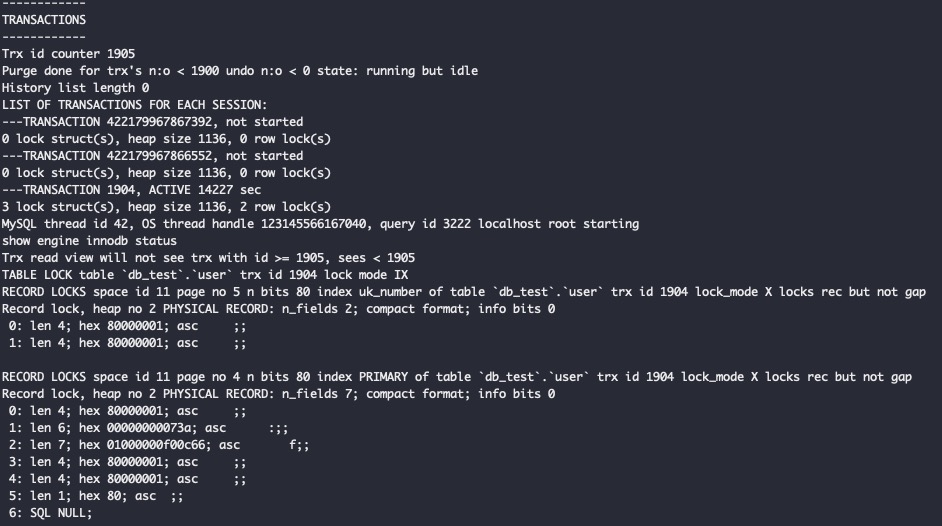 ------------
TRANSACTIONS
------------
Trx id counter 1905
Purge done for trx's n:o < 1900 undo n:o < 0 state: running but idle
History list length 0
LIST OF TRANSACTIONS FOR EACH SESSION:
---TRANSACTION 422179967867392, not started
0 lock struct(s), heap size 1136, 0 row lock(s)
---TRANSACTION 422179967866552, not started
0 lock struct(s), heap size 1136, 0 row lock(s)
---TRANSACTION 1904, ACTIVE 14227 sec
3 lock struct(s), heap size 1136, 2 row lock(s)
MySQL thread id 42, OS thread handle 123145566167040, query id 3222 localhost root starting
show engine innodb status
Trx read view will not see trx with id >= 1905, sees < 1905
TABLE LOCK table `db_test`.`user` trx id 1904 lock mode IX
RECORD LOCKS space id 11 page no 5 n bits 80 index uk_number of table `db_test`.`user` trx id 1904 lock_mode X locks rec but not gap
Record lock, heap no 2 PHYSICAL RECORD: n_fields 2; compact format; info bits 0
 0: len 4; hex 80000001; asc     ;;
 1: len 4; hex 80000001; asc     ;;

RECORD LOCKS space id 11 page no 4 n bits 80 index PRIMARY of table `db_test`.`user` trx id 1904 lock_mode X locks rec but not gap
Record lock, heap no 2 PHYSICAL RECORD: n_fields 7; compact format; info bits 0
 0: len 4; hex 80000001; asc     ;;
 1: len 6; hex 00000000073a; asc      :;;
 2: len 7; hex 01000000f00c66; asc       f;;
 3: len 4; hex 80000001; asc     ;;
 4: len 4; hex 80000001; asc     ;;
 5: len 1; hex 80; asc  ;;
 6: SQL NULL;